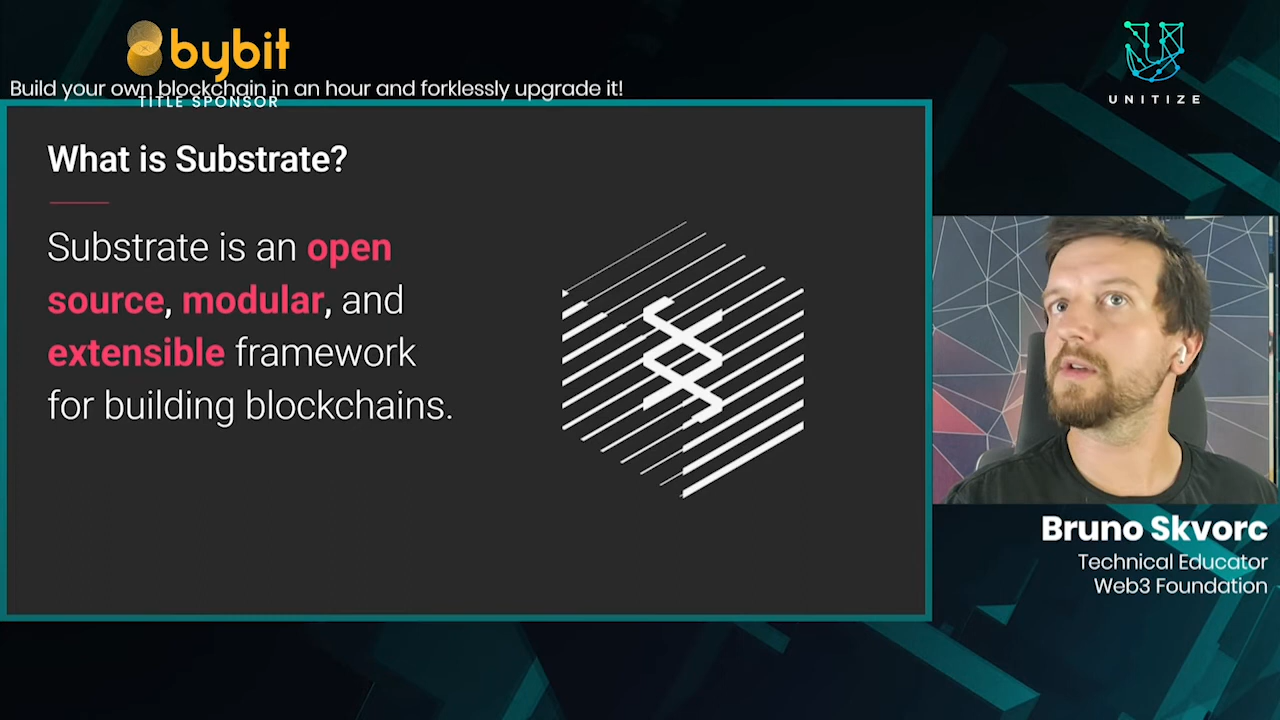 bybit
Build your own blockchain in an hour and forklessly upgrade it!
TITLE SPONSOR
UNITIZE
What is Substrate?
Substrate is an open
source, modular, and
extensible framework
for building blockchains.
Bruno Skvorc
Technical Educator
Web3 Foundation